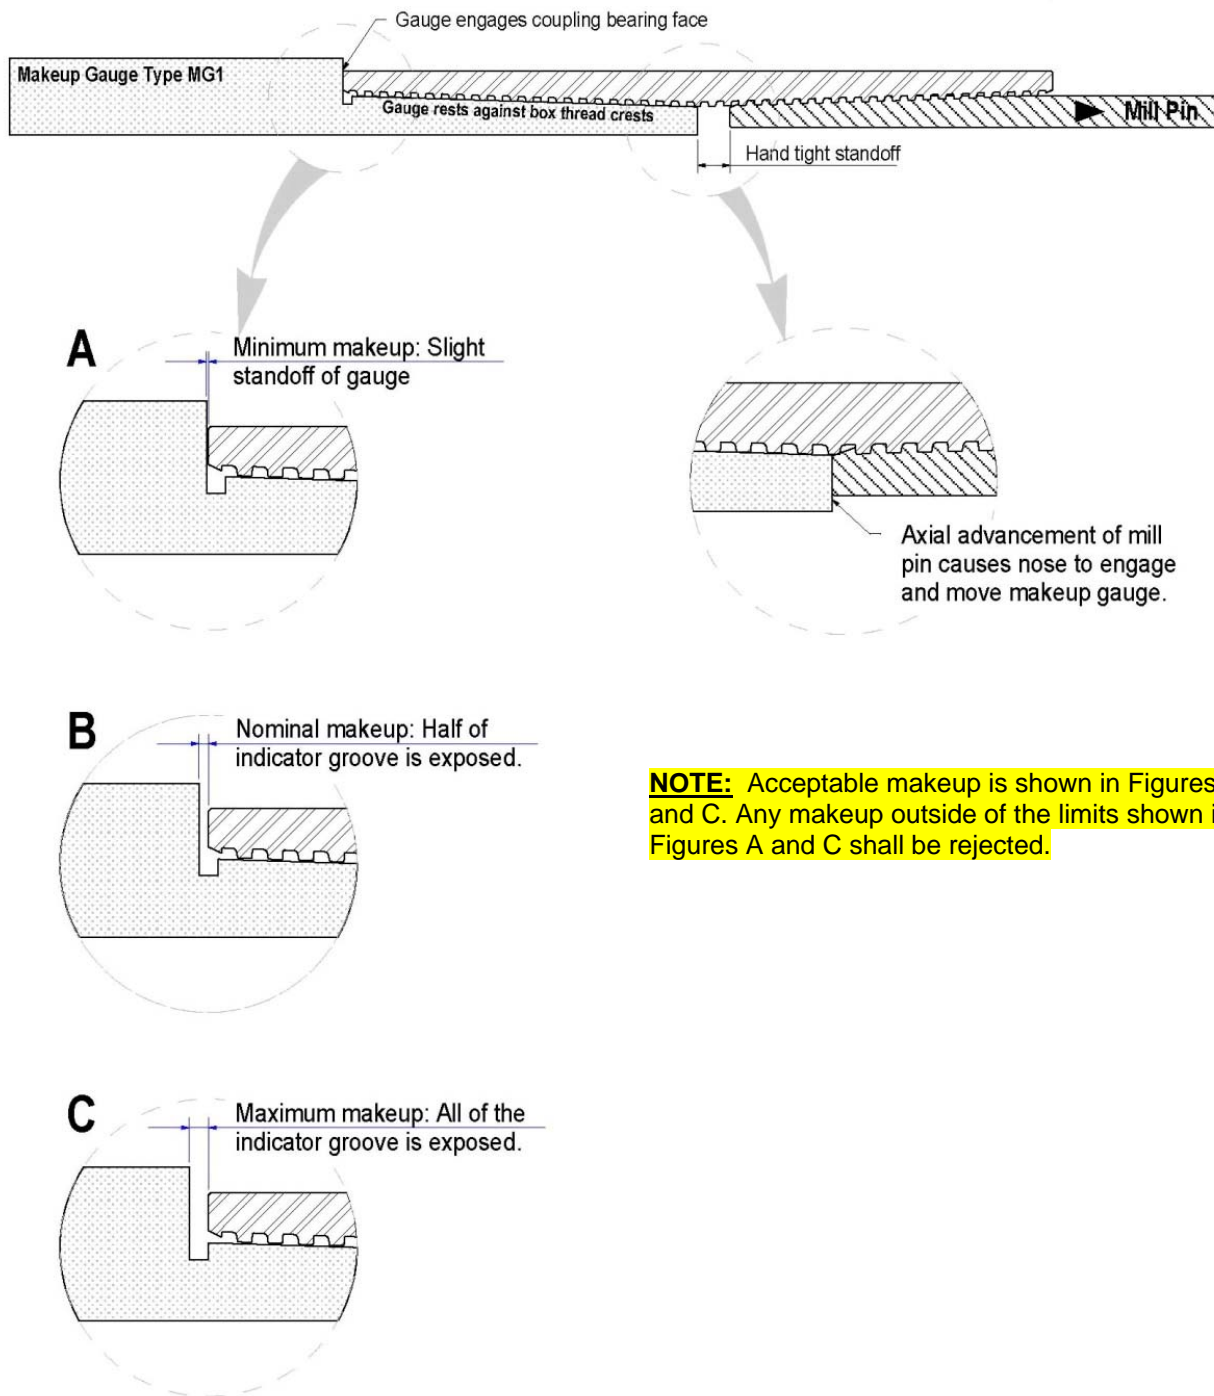 Gauge engages coupling bearing face
Makeup Gauge Type MG1
Gauge rests against box thread crests
Mill Pin
Hand tight standoff
A
Minimum makeup: Slight
standoff of gauge
Axial advancement of mill
pin causes nose to engage
and move makeup gauge.
B
Nominal makeup: Half of
indicator groove is exposed.
NOTE: Acceptable makeup is shown in Figures
and C. Any makeup outside of the limits shown
Figures A and C shall be rejected.
C
Maximum makeup: All of the
indicator groove is exposed.